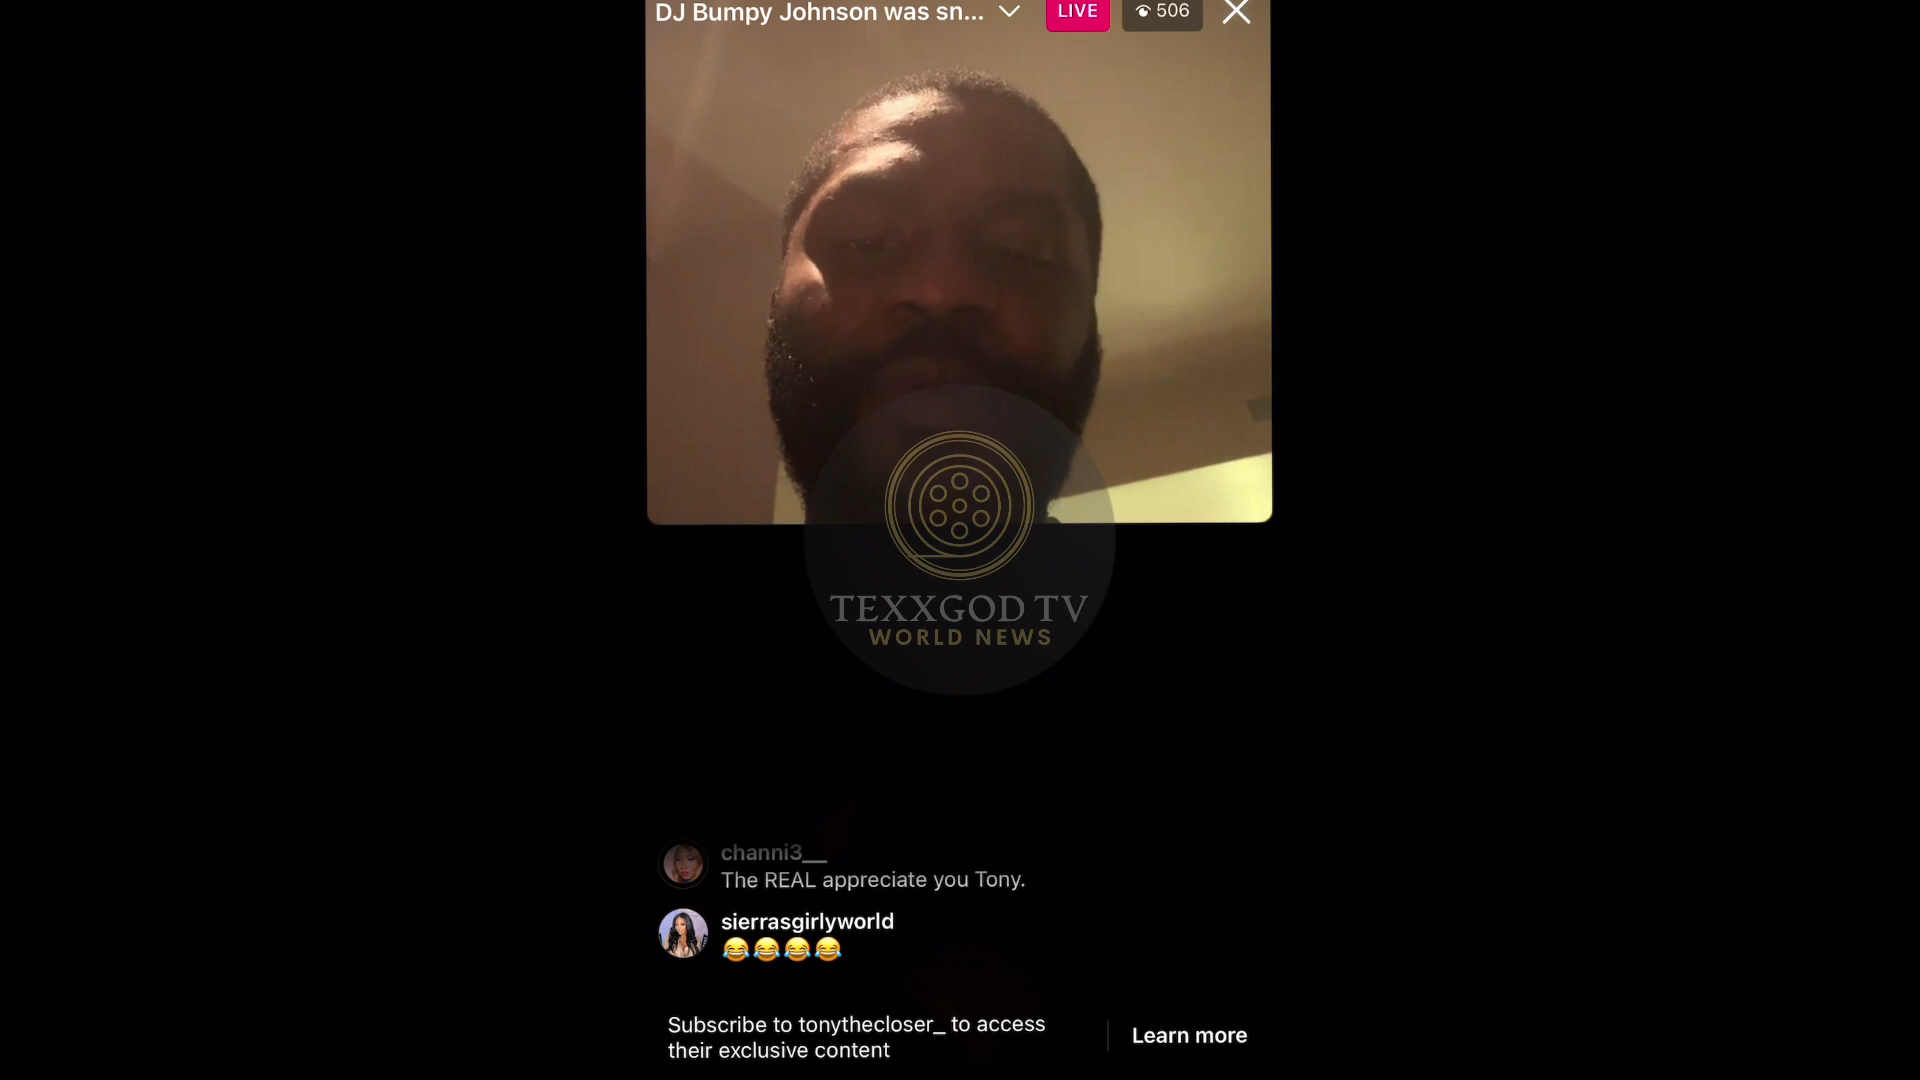 DJ Bumpy Johnson was sn...
LIVE
506
TEXXGOD TV
WORLD NEWS
channi3__
The REAL appreciate you Tony.
sierrasgirlyworld
😂😂😂😂
Subscribe to tonythecloser_ to access
their exclusive content
Learn more